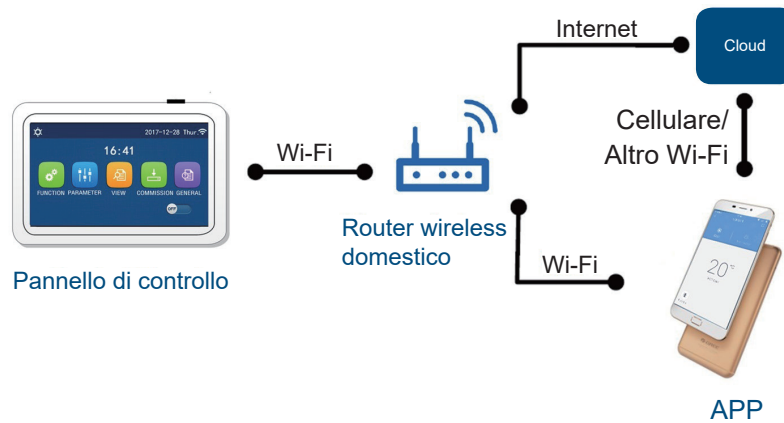 Internet
Cloud
2017-12-28 Thur.
16:41
Cellulare/
Altro Wi-Fi
Wi-Fi
FUNCTION PARAMETER VIEW COMMISSION GENERAL
OFF
Router wireless
domestico
Wi-Fi
Pannello di controllo
20
APP